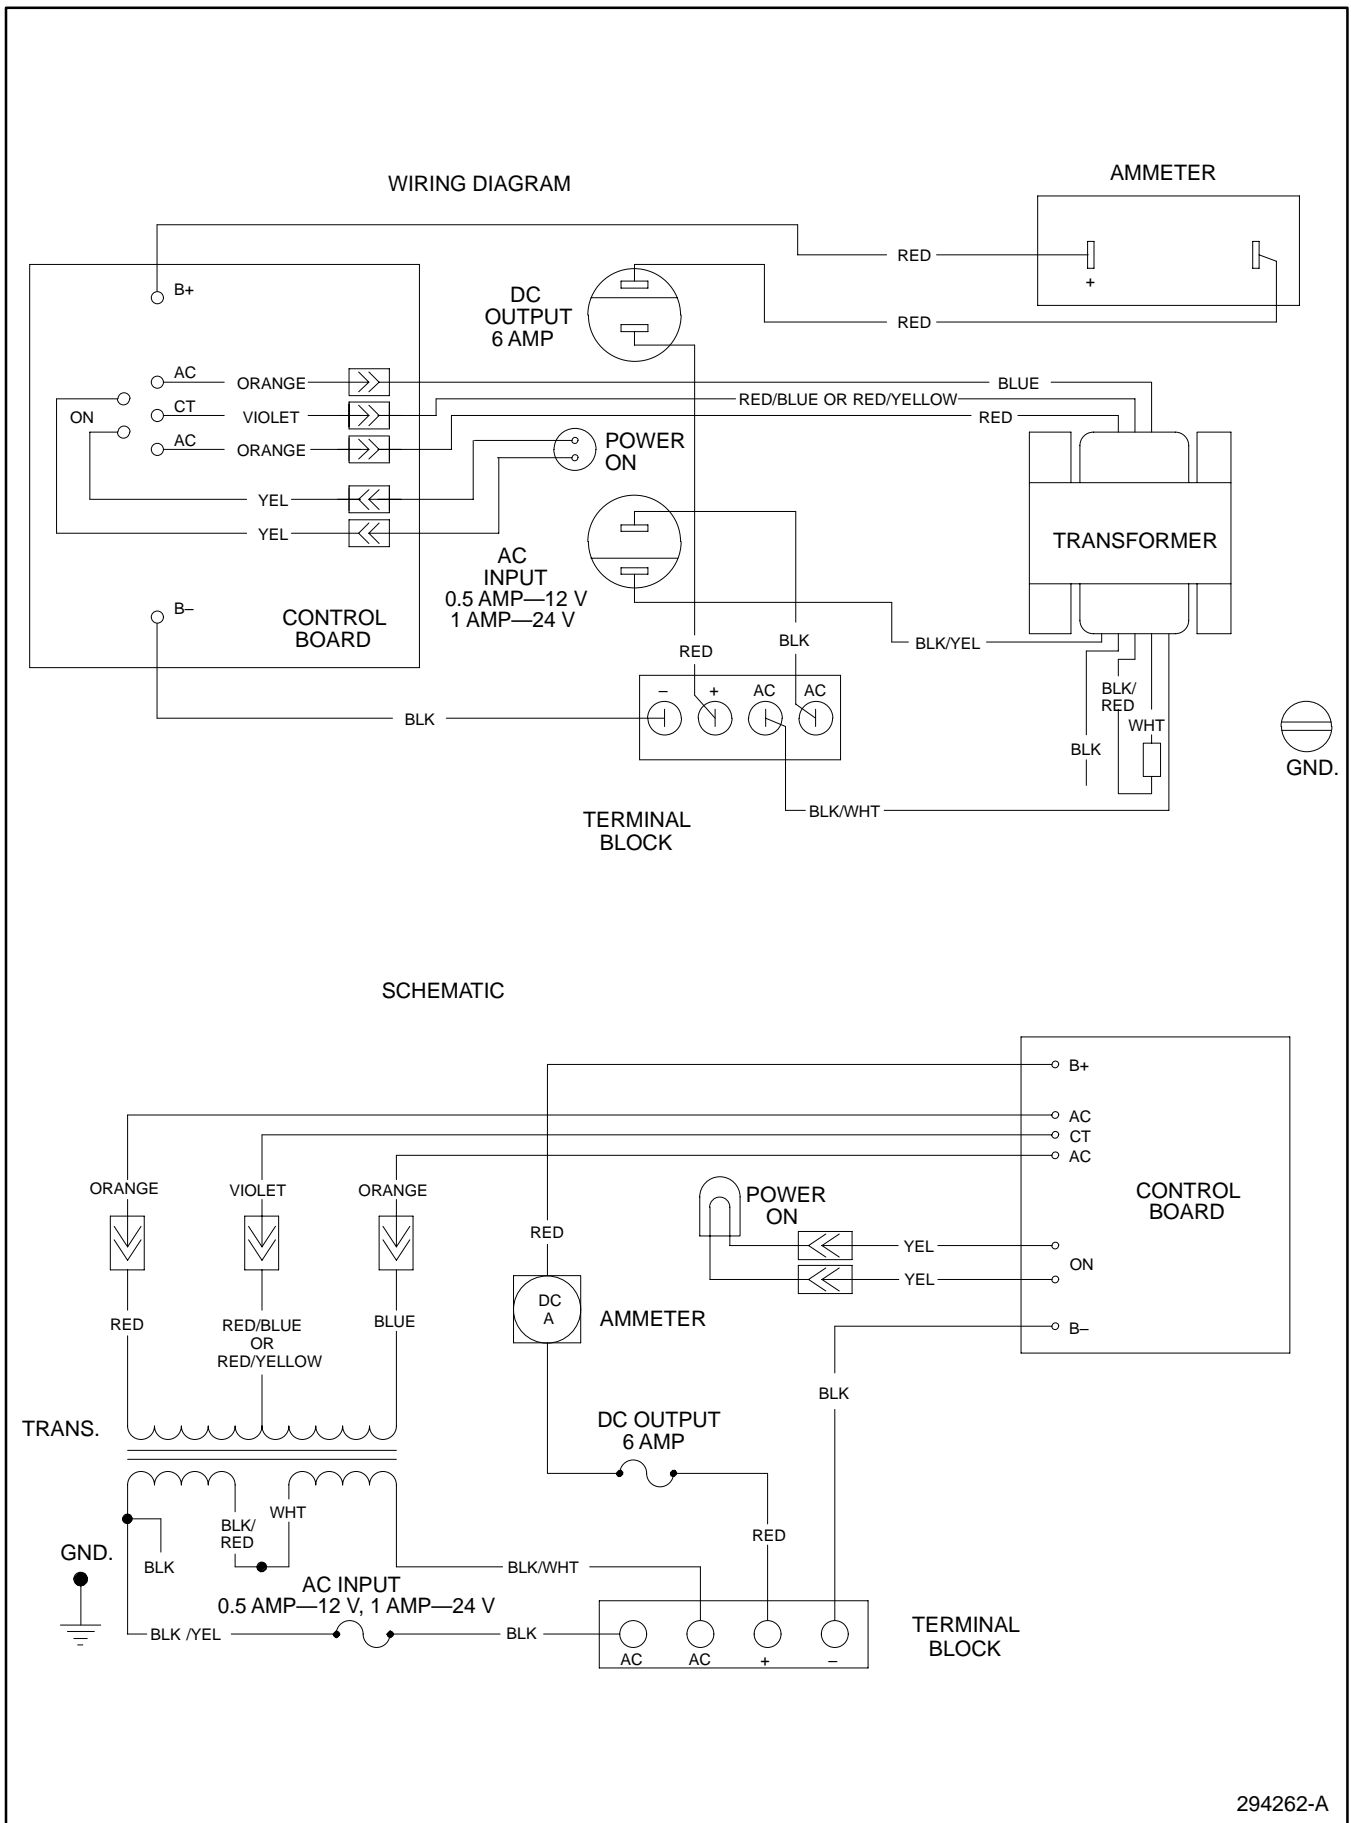 WIRING DIAGRAM
AMMETER
RED
+
B+
DC
OUTPUT
6 AMP
RED
AC
ORANGE
BLUE
ON
CT
VIOLET
RED/BLUE OR RED/YELLOW
AC
ORANGE
RED
POWER
ON
YEL
YEL
TRANSFORMER
AC
INPUT
0.5 AMP—12 V
1 AMP—24 V
B–
CONTROL
BOARD
RED
BLK
BLK/YEL
–
+
AC
AC
BLK
BLK/
RED
WHT
BLK
GND.
BLK/WHT
TERMINAL
BLOCK
SCHEMATIC
B+
AC
CT
AC
ORANGE
VIOLET
ORANGE
POWER
ON
CONTROL
BOARD
RED
YEL
ON
YEL
DC
A
AMMETER
RED
RED/BLUE
OR
RED/YELLOW
BLUE
B–
BLK
TRANS.
DC OUTPUT
6 AMP
WHT
BLK/
RED
RED
GND.
BLK
BLK/WHT
AC INPUT
0.5 AMP—12 V, 1 AMP—24 V
BLK /YEL
BLK
AC
AC
+
–
TERMINAL
BLOCK
294262-A